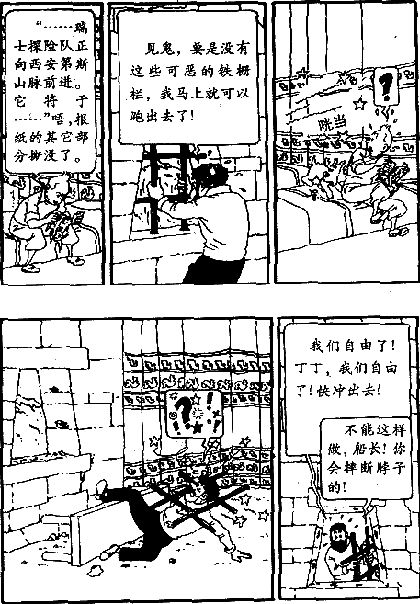 “……瑞
士探险队正
向西安第斯
山脉前进。
它将于
……”唔,报
纸的其它部
分撕没了。
见鬼,要是没有
这些可恶的铁栅
栏,我马上就可以
跑出去了!
?
咣当
?!
我们自由了!
丁丁,我们自由
了!快冲出去!
不能这样
做,船长!你
会摔断脖子
的!